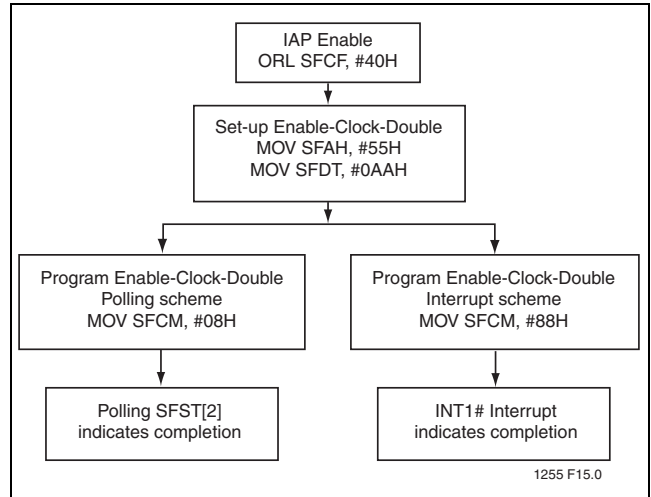 IAP Enable
ORL SFCF, #40H
Set-up Enable-Clock-Double
MOV SFAH, #55H
MOV SFDT, #0AAH
Program Enable-Clock-Double
Polling scheme
MOV SFCM, #08H
Program Enable-Clock-Double
Interrupt scheme
MOV SFCM, #88H
Polling SFST[2]
indicates completion
INT1# Interrupt
indicates completion
1255 F15.0